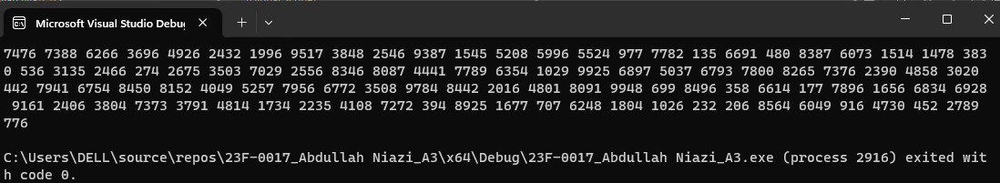 Microsoft Visual Studio Debug
7476 7388 6266 3696 4926 2432 1996 9517 3848 2546 9387 1545 5208 5996 5524 977 7782 135 6691 480 8387 6073 1514 1478 383
0 536 3135 2466 274 2675 3503 7029 2556 8346 8087 4441 7789 6354 1029 9925 6897 5037 6793 7800 8265 7376 2390 4858 3020
442 7941 6754 8450 8152 4049 5257 7956 6772 3508 9784 8442 2016 4801 8091 9948 699 8496 358 6614 177 7896 1656 6834 6928
9161 2406 3804 7373 3791 4814 1734 2235 4108 7272 394 8925 1677 707 6248 1804 1026 232 206 8564 6049 916 4730 452 2789
776
C:\Users\DELL\source\repos\23F-0017_Abdullah Niazi_A3\x64\Debug\23F-0017_Abdullah Niazi_A3.exe (process 2916) exited wit
h code 0.